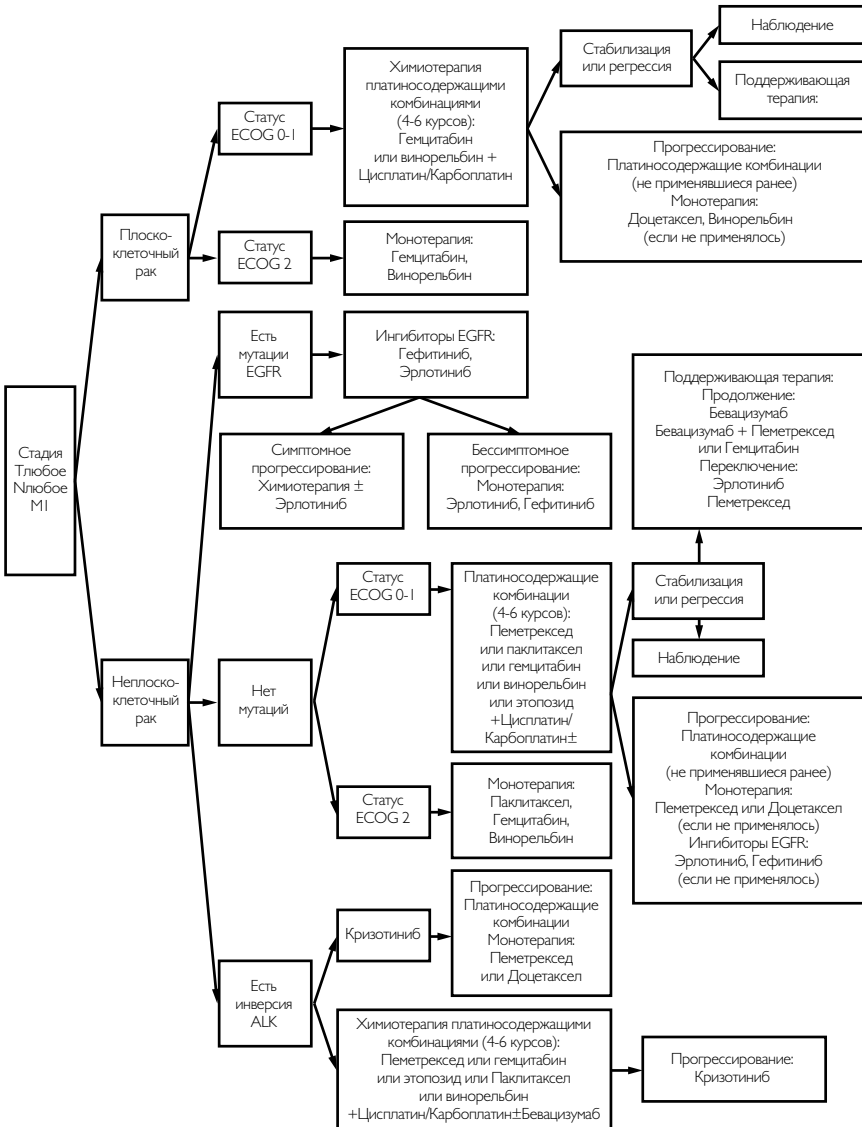 Стадия
Tлюбое
Nлюбое
M1
Плоско-
клеточный
рак
Статус
ECOG 0-1
Химиотерапия
платиносодержащими
комбинациями
(4-6 курсов):
Гемцитабин
или винорельбин +
Цисплатин/Карбоплатин
Стабилизация
или регрессия
Наблюдение
Поддерживающая
терапия:
Прогрессирование:
Платиносодержащие комбинации
(не применявшиеся ранее)
Монотерапия:
Доцетаксел, Винорельбин
(если не применялось)
Статус
ECOG 2
Монотерапия:
Гемцитабин,
Винорельбин
Неплоско-
клеточный
рак
Есть
мутации
EGFR
Ингибиторы EGFR:
Гефитиниб,
Эрлотиниб
Симптомное
прогрессирование:
Химиотерапия ±
Эрлотиниб
Бессимптомное
прогрессирование:
Монотерапия:
Эрлотиниб, Гефитиниб
Нет
мутаций
Статус
ECOG 0-1
Платиносодержащие
комбинации
(4-6 курсов):
Пеметрексед
или паклитаксел
или гемцитабин
или винорельбин
или этопозид
+Цисплатин/
Карбоплатин±
Поддерживающая терапия:
Продолжение:
Бевацизумаб
Бевацизумаб + Пеметрексед
или Гемцитабин
Переключение:
Эрлотиниб
Пеметрексед
Стабилизация
или регрессия
Наблюдение
Прогрессирование:
Платиносодержащие
комбинации
(не применявшиеся ранее)
Монотерапия:
Пеметрексед или Доцетаксел
(если не применялось)
Ингибиторы EGFR:
Эрлотиниб, Гефитиниб
(если не применялось)
Статус
ECOG 2
Монотерапия:
Паклитаксел,
Гемцитабин,
Винорельбин
Есть
инверсия
ALK
Кризотиниб
Прогрессирование:
Платиносодержащие
комбинации
Монотерапия:
Пеметрексед
или Доцетаксел
Химиотерапия платиносодержащими
комбинациями (4-6 курсов):
Пеметрексед или гемцитабин
или этопозид или Паклитаксел
или винорельбин
+Цисплатин/Карбоплатин±Бевацизумаб
Прогрессирование:
Кризотиниб